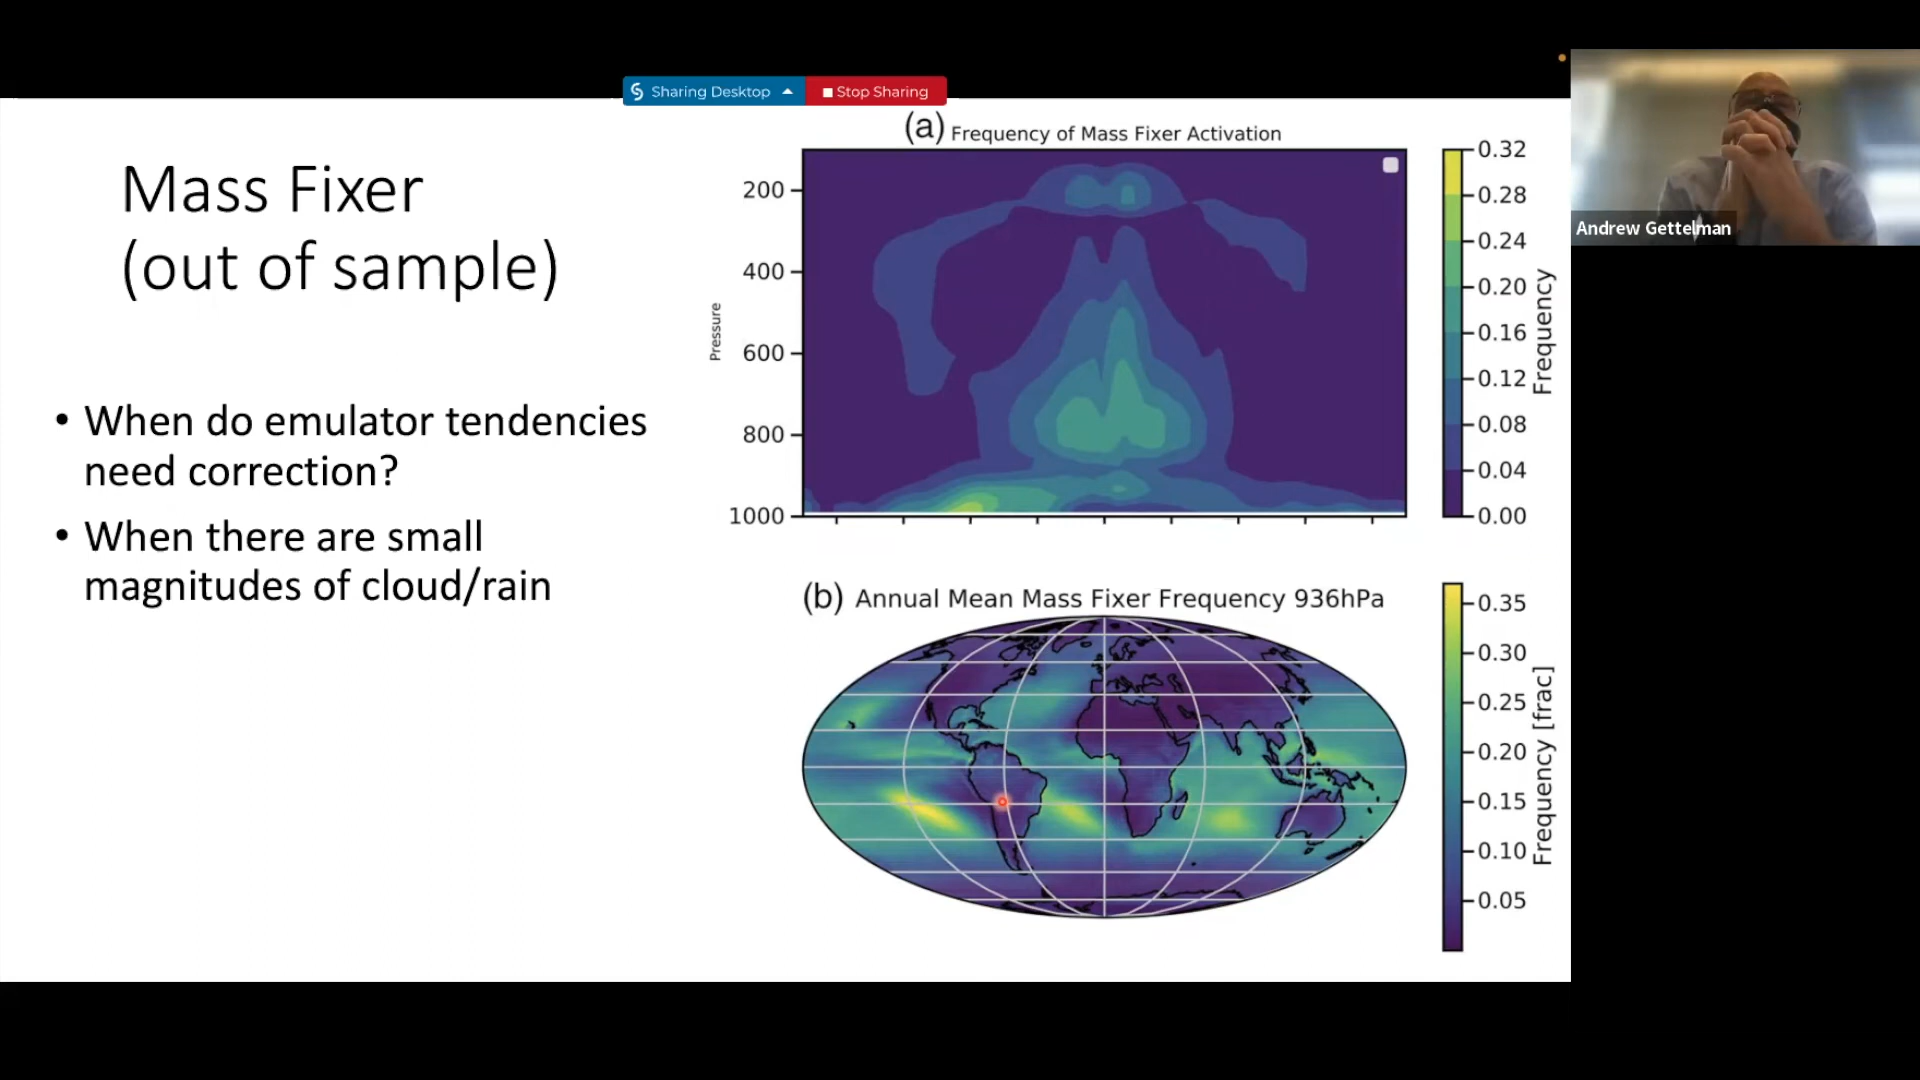 Sharing Desktop
Stop Sharing
Andrew Gettelman
Mass Fixer
(out of sample)
• When do emulator tendencies
need correction?
• When there are small
magnitudes of cloud/rain
(a) Frequency of Mass Fixer Activation
Pressure
200
400
600
800
1000
0.32
0.28
0.24
0.20
0.16
0.12
0.08
0.04
0.00
Frequency
(b) Annual Mean Mass Fixer Frequency 936hPa
0.35
0.30
0.25
0.20
0.15
0.10
0.05
Frequency [frac]